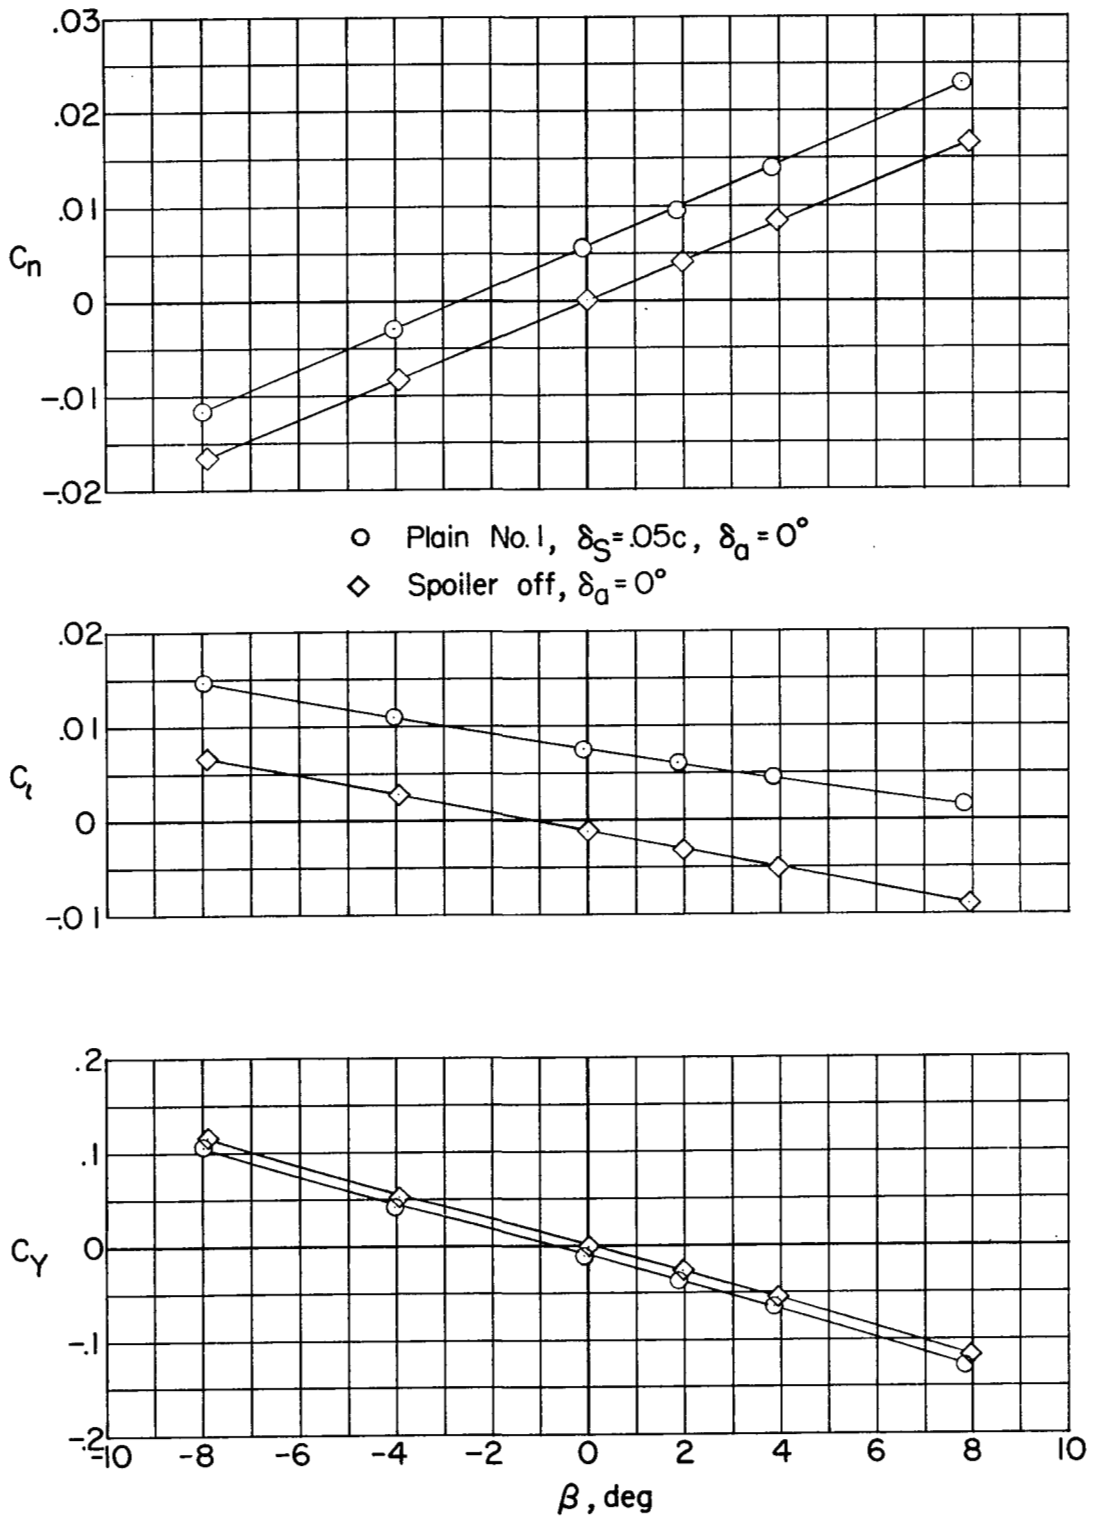 .03
.02
.01
Cn
0
-.01
-.02
○ Plain No. 1, δS=.05c, δa=0°
◇ Spoiler off, δa=0°
.02
.01
Cl
0
-.01
.2
.1
CY
0
-.1
-.2
-10 -8 -6 -4 -2 0 2 4 6 8 10
β, deg